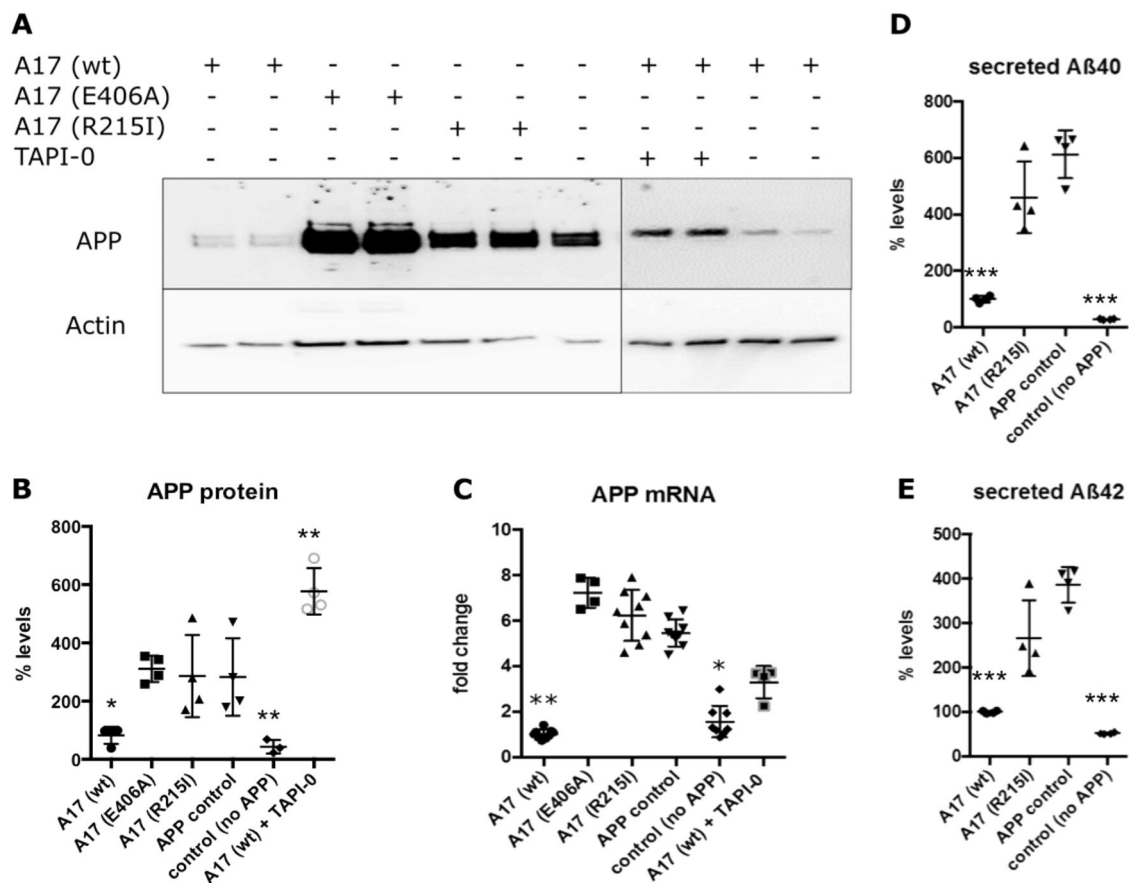 A
A17 (wt) + + - - - - - + + + +
A17 (E406A) - - + + - - - - - - -
A17 (R215I) - - - - + + - - - - -
TAPI-0 - - - - - - - + + - -
APP
Actin
D
secreted Aß40
% levels
800
600
400
200
0
***
***
A17 (wt)
A17 (R215I)
APP control
control (no APP)
B
APP protein
% levels
800
600
400
200
0
*
**
**
A17 (wt)
A17 (E406A)
A17 (R215I)
APP control
control (no APP)
A17 (wt) + TAPI-0
C
APP mRNA
fold change
10
8
6
4
2
0
**
*
A17 (wt)
A17 (E406A)
A17 (R215I)
APP control
control (no APP)
A17 (wt) + TAPI-0
E
secreted Aß42
% levels
500
400
300
200
100
0
***
***
A17 (wt)
A17 (R215I)
APP control
control (no APP)